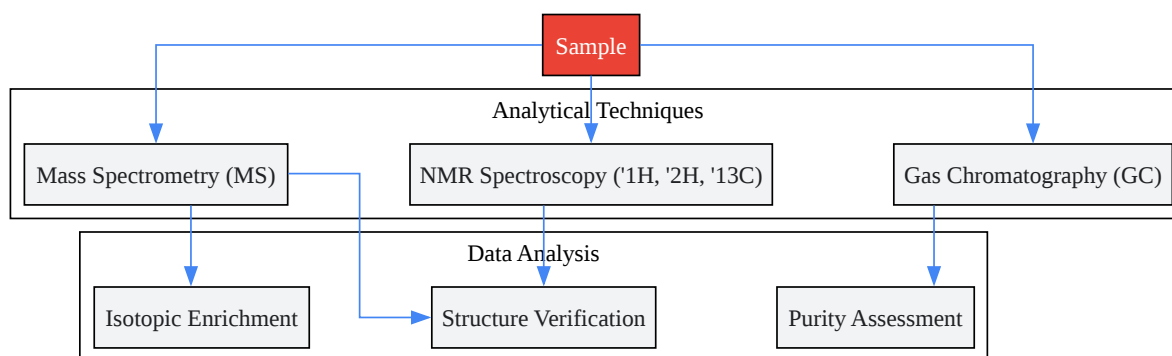 Sample
Analytical Techniques
Mass Spectrometry (MS)
NMR Spectroscopy ('1H, '2H, '13C)
Gas Chromatography (GC)
Data Analysis
Isotopic Enrichment
Structure Verification
Purity Assessment